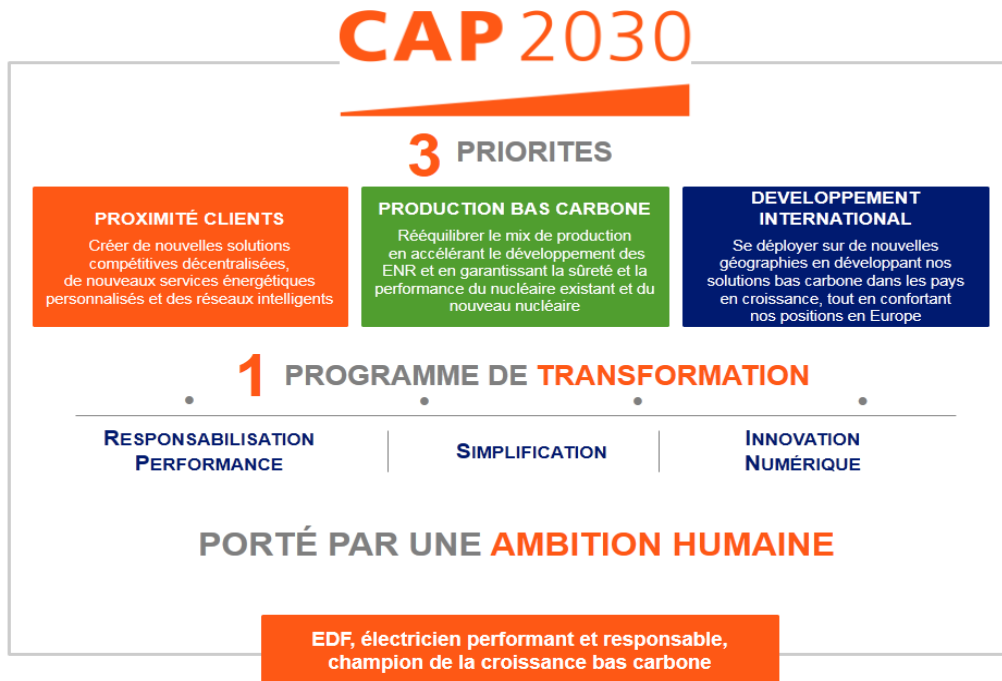 CAP 2030
3 PRIORITES
PROXIMITÉ CLIENTS
Créer de nouvelles solutions
compétitives décentralisées,
de nouveaux services énergétiques
personnalisés et des réseaux intelligents
PRODUCTION BAS CARBONE
Rééquilibrer le mix de production
en accélérant le développement des
ENR et en garantissant la sûreté et la
performance du nucléaire existant et du
nouveau nucléaire
DEVELOPPEMENT
INTERNATIONAL
Se déployer sur de nouvelles
géographies en développant nos
solutions bas carbone dans les pays
en croissance, tout en confortant
nos positions en Europe
1 PROGRAMME DE TRANSFORMATION
RESPONSABILISATION
PERFORMANCE
SIMPLIFICATION
INNOVATION
NUMÉRIQUE
PORTÉ PAR UNE AMBITION HUMAINE
EDF, électricien performant et responsable,
champion de la croissance bas carbone